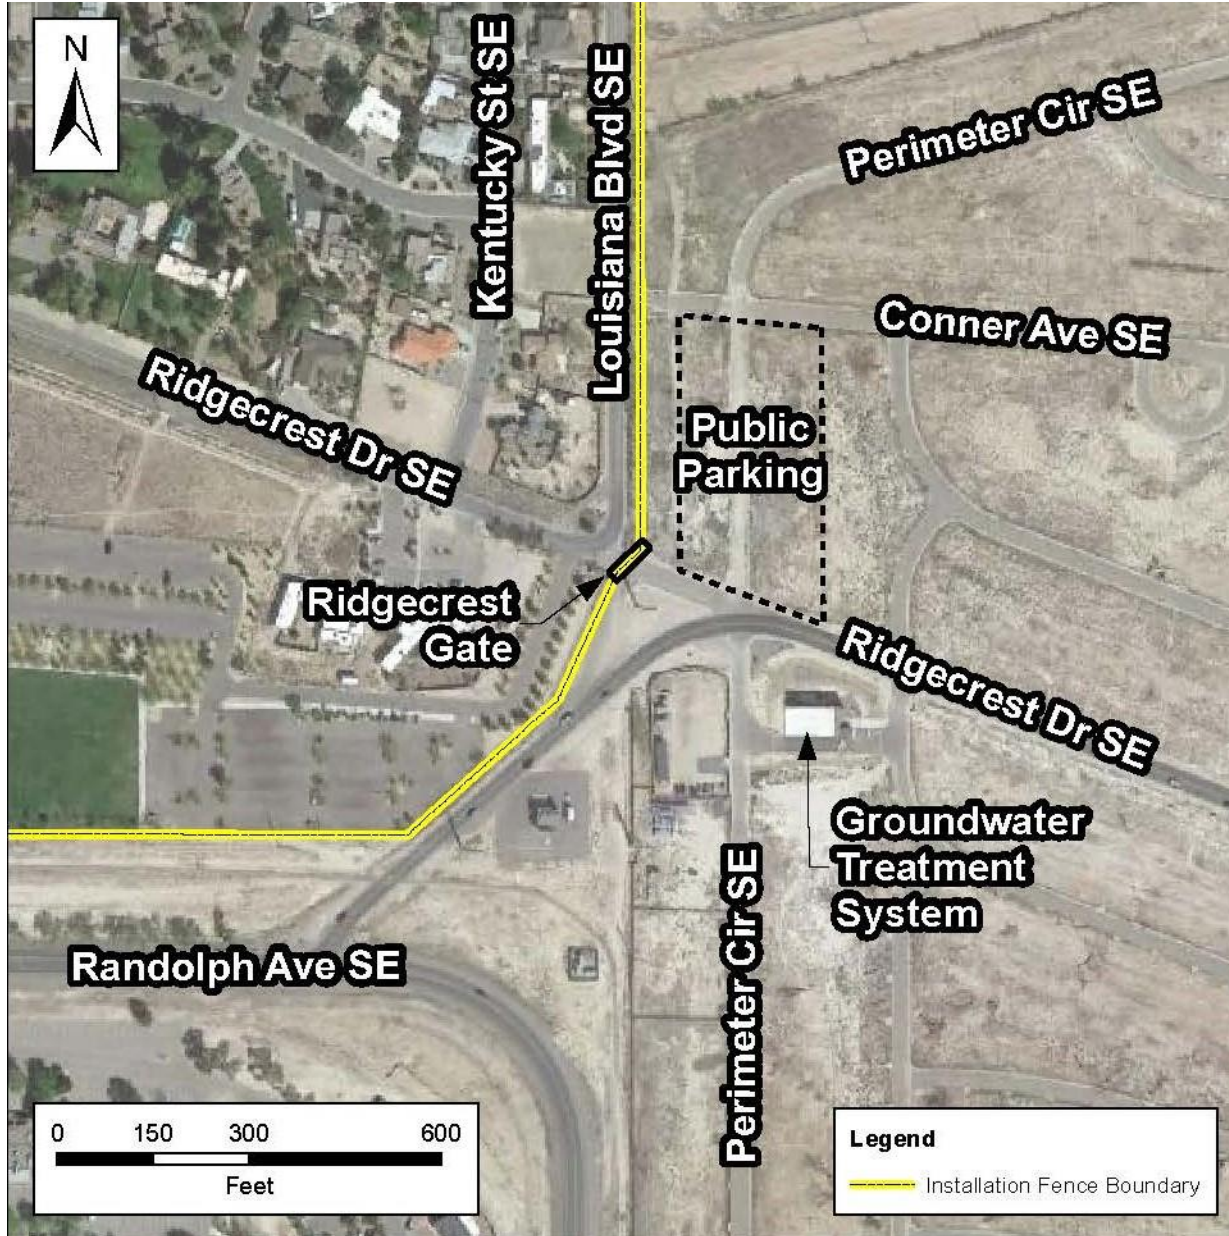 N
Kentucky St SE
Louisiana Blvd SE
Perimeter Cir SE
Conner Ave SE
Ridgecrest Dr SE
Public
Parking
Ridgecrest
Gate
Ridgecrest Dr SE
Groundwater
Treatment
System
Perimeter Cir SE
Randolph Ave SE
0 150 300 600
Feet
Legend
Installation Fence Boundary